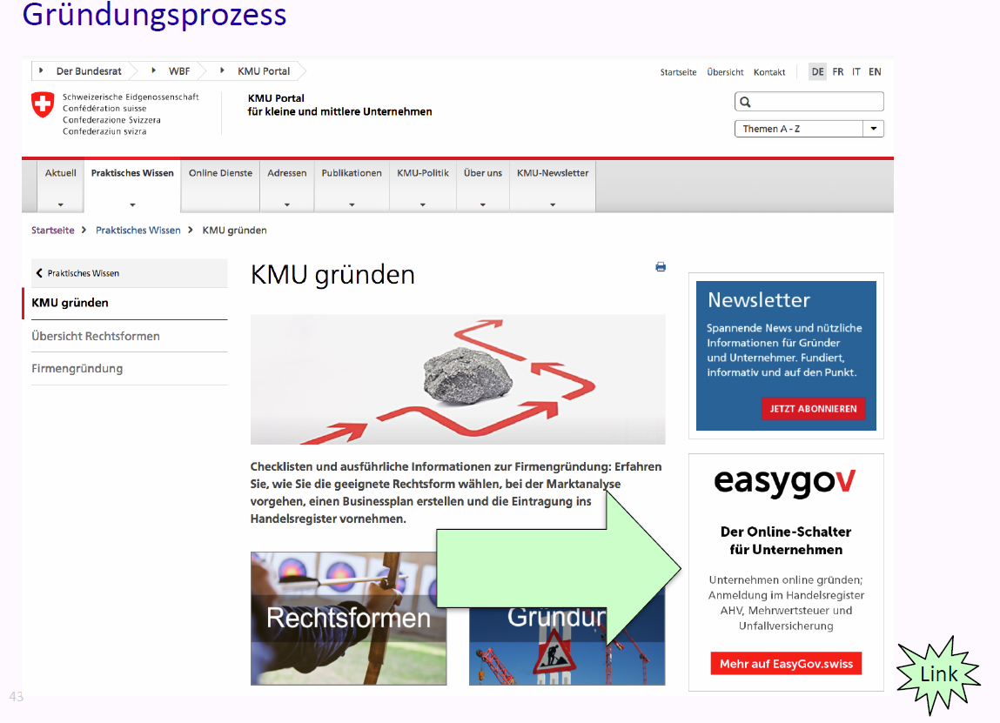 Gründungsprozess
Der Bundesrat
WBF
KMU Portal
Startseite Übersicht Kontakt DE FR IT EN
Schweizerische Eidgenossenschaft
Confédération suisse
Confederazione Svizzera
Confederaziun svizra
KMU Portal
für kleine und mittlere Unternehmen
Themen A - Z
Aktuell Praktisches Wissen Online Dienste Adressen Publikationen KMU-Politik Über uns KMU-Newsletter
Startseite > Praktisches Wissen > KMU gründen
Praktisches Wissen
KMU gründen
Übersicht Rechtsformen
Firmengründung
KMU gründen
Checklisten und ausführliche Informationen zur Firmengründung: Erfahren
Sie, wie Sie die geeignete Rechtsform wählen, bei der Marktanalyse
vorgehen, einen Businessplan erstellen und die Eintragung ins
Handelsregister vornehmen.
Rechtsformen
Newsletter
Spannende News und nützliche
Informationen für Gründer
und Unternehmer. Fundiert,
informativ und auf den Punkt.
JETZT ABONNIEREN
easygov
Der Online-Schalter
für Unternehmen
Unternehmen online gründen;
Anmeldung im Handelsregister
AHV, Mehrwertsteuer und
Unfallversicherung
Mehr auf EasyGov.swiss
Link
43